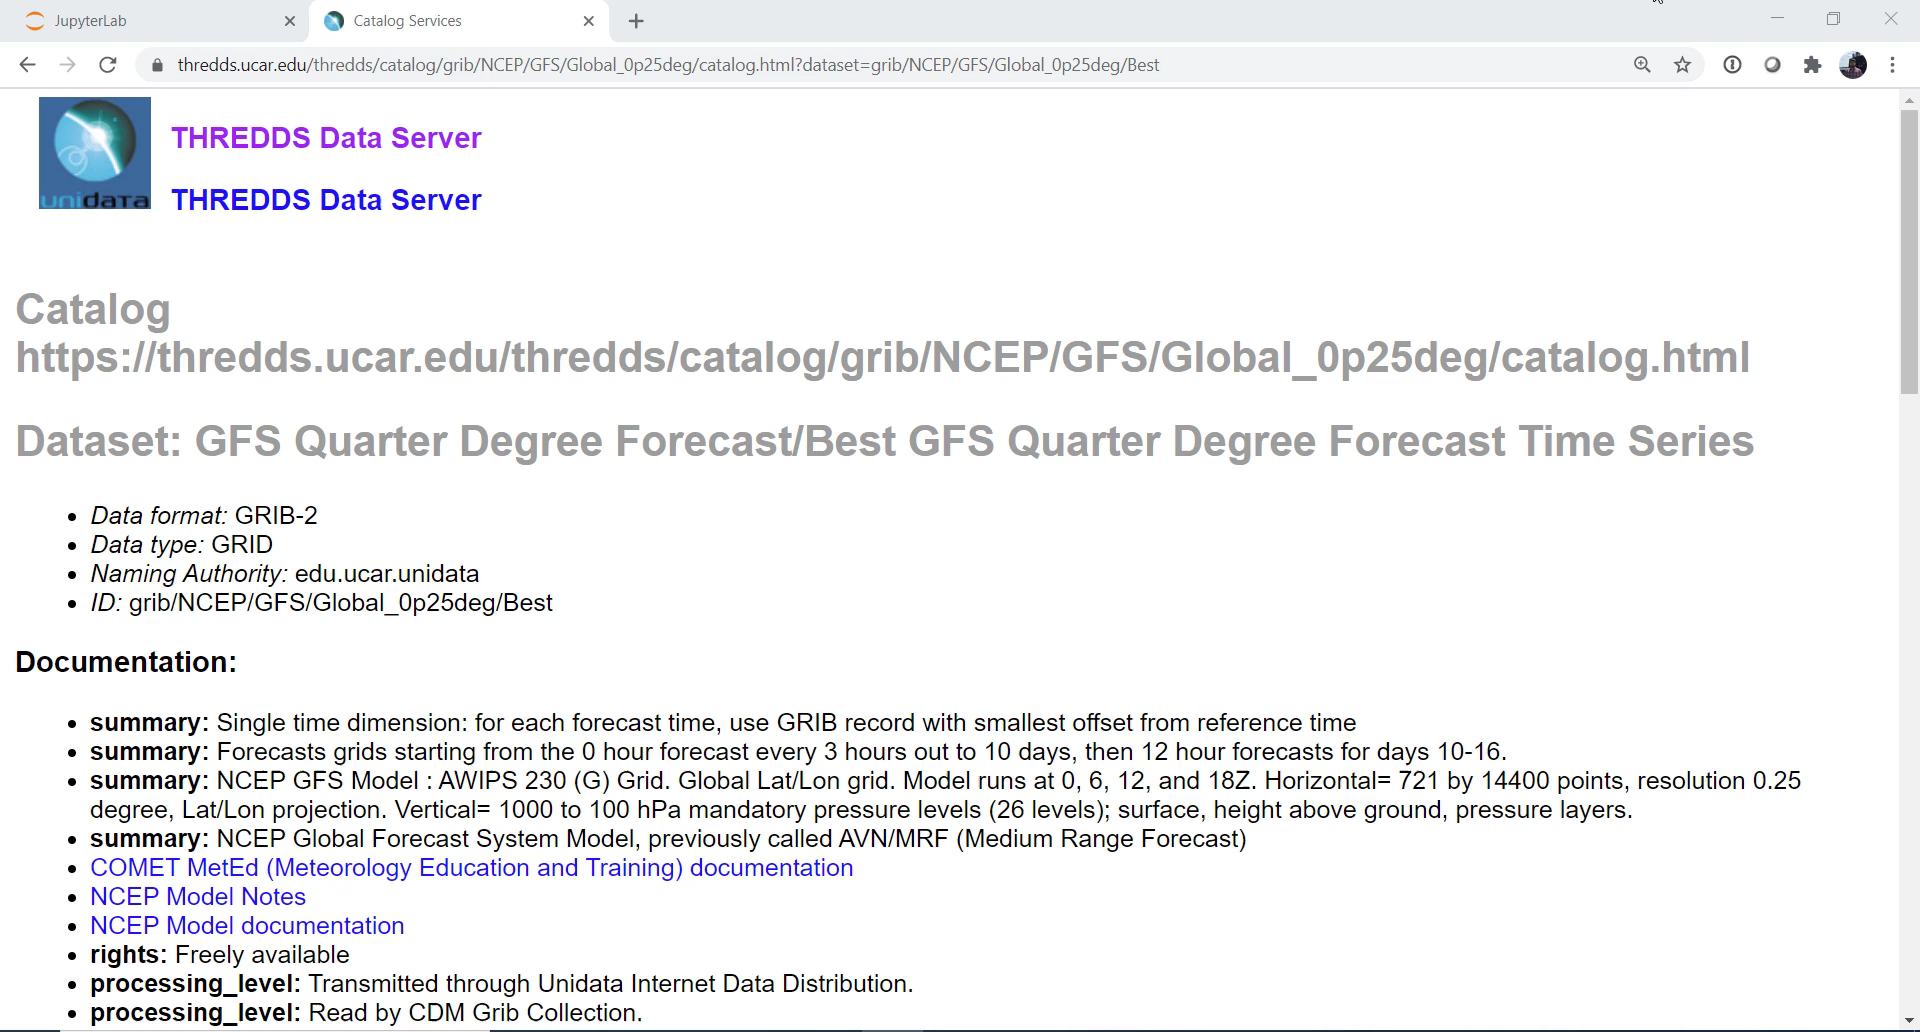 JupyterLab
Catalog Services
thredds.ucar.edu/thredds/catalog/grib/NCEP/GFS/Global_0p25deg/catalog.html?dataset=grib/NCEP/GFS/Global_0p25deg/Best
unidata
THREDDS Data Server
THREDDS Data Server
Catalog
https://thredds.ucar.edu/thredds/catalog/grib/NCEP/GFS/Global_0p25deg/catalog.html
Dataset: GFS Quarter Degree Forecast/Best GFS Quarter Degree Forecast Time Series
• Data format: GRIB-2
• Data type: GRID
• Naming Authority: edu.ucar.unidata
• ID: grib/NCEP/GFS/Global_0p25deg/Best
Documentation:
• summary: Single time dimension: for each forecast time, use GRIB record with smallest offset from reference time
• summary: Forecasts grids starting from the 0 hour forecast every 3 hours out to 10 days, then 12 hour forecasts for days 10-16.
• summary: NCEP GFS Model : AWIPS 230 (G) Grid. Global Lat/Lon grid. Model runs at 0, 6, 12, and 18Z. Horizontal= 721 by 14400 points, resolution 0.25
degree, Lat/Lon projection. Vertical= 1000 to 100 hPa mandatory pressure levels (26 levels); surface, height above ground, pressure layers.
• summary: NCEP Global Forecast System Model, previously called AVN/MRF (Medium Range Forecast)
• COMET MetEd (Meteorology Education and Training) documentation
• NCEP Model Notes
• NCEP Model documentation
• rights: Freely available
• processing_level: Transmitted through Unidata Internet Data Distribution.
• processing_level: Read by CDM Grib Collection.